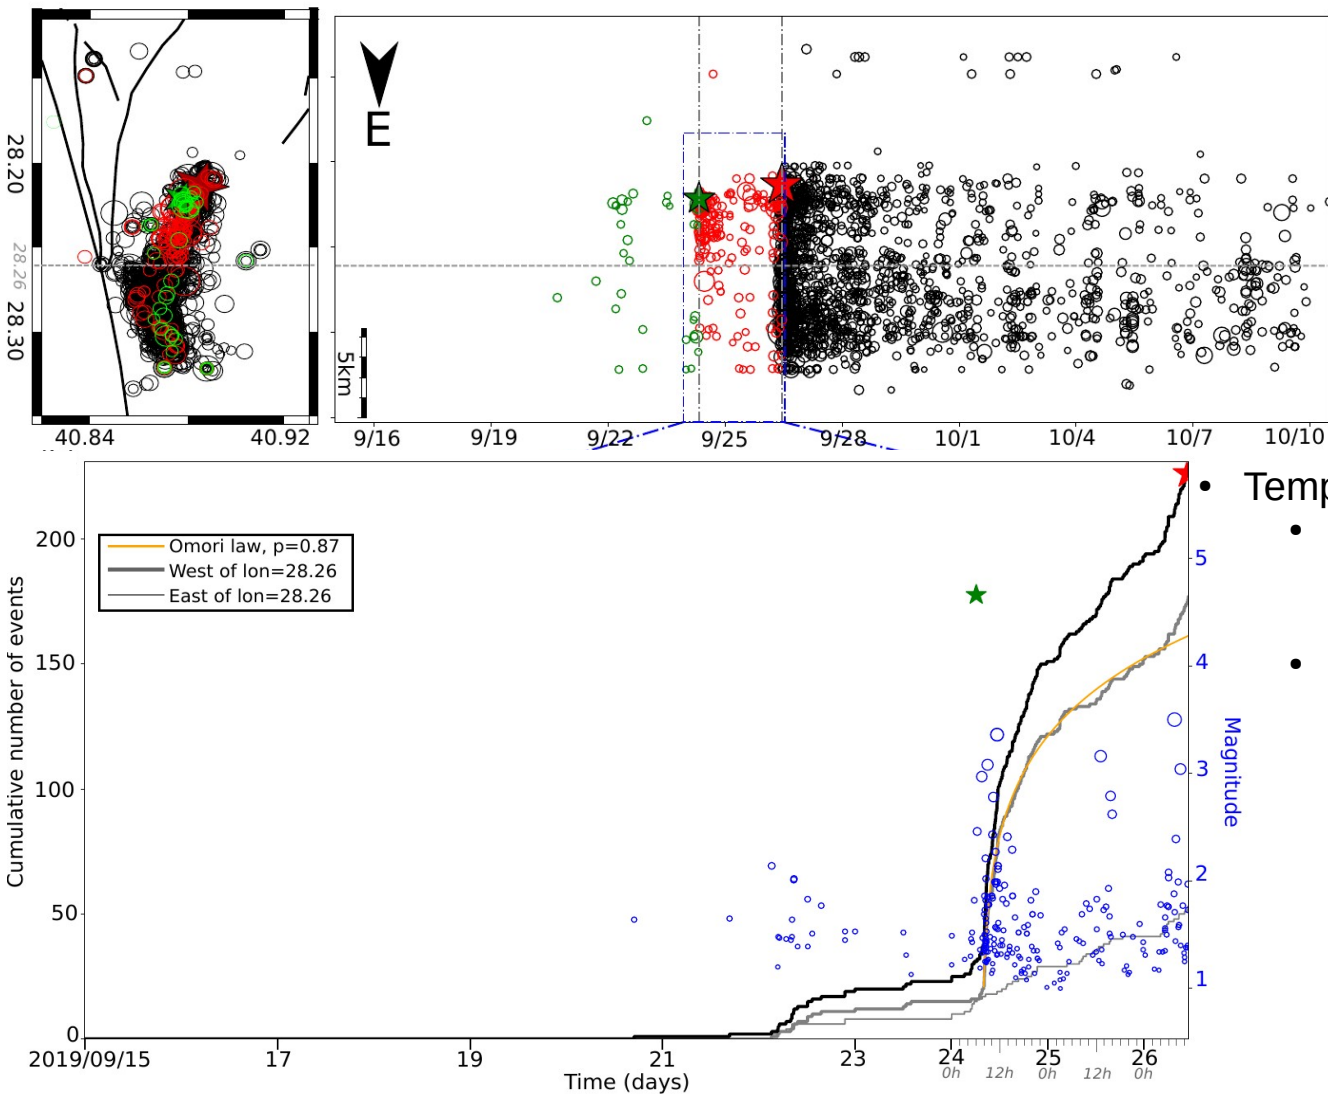 E
28.20
28.26
28.30
5km
40.84
40.92
9/16
9/19
9/22
9/25
9/28
10/1
10/4
10/7
10/10
• Temp
•
•
Omori law, p=0.87
West of lon=28.26
East of lon=28.26
Cumulative number of events
200
150
100
50
0
5
4
3
2
1
Magnitude
2019/09/15
17
19
21
23
24
25
26
0h
12h
0h
12h
0h
Time (days)